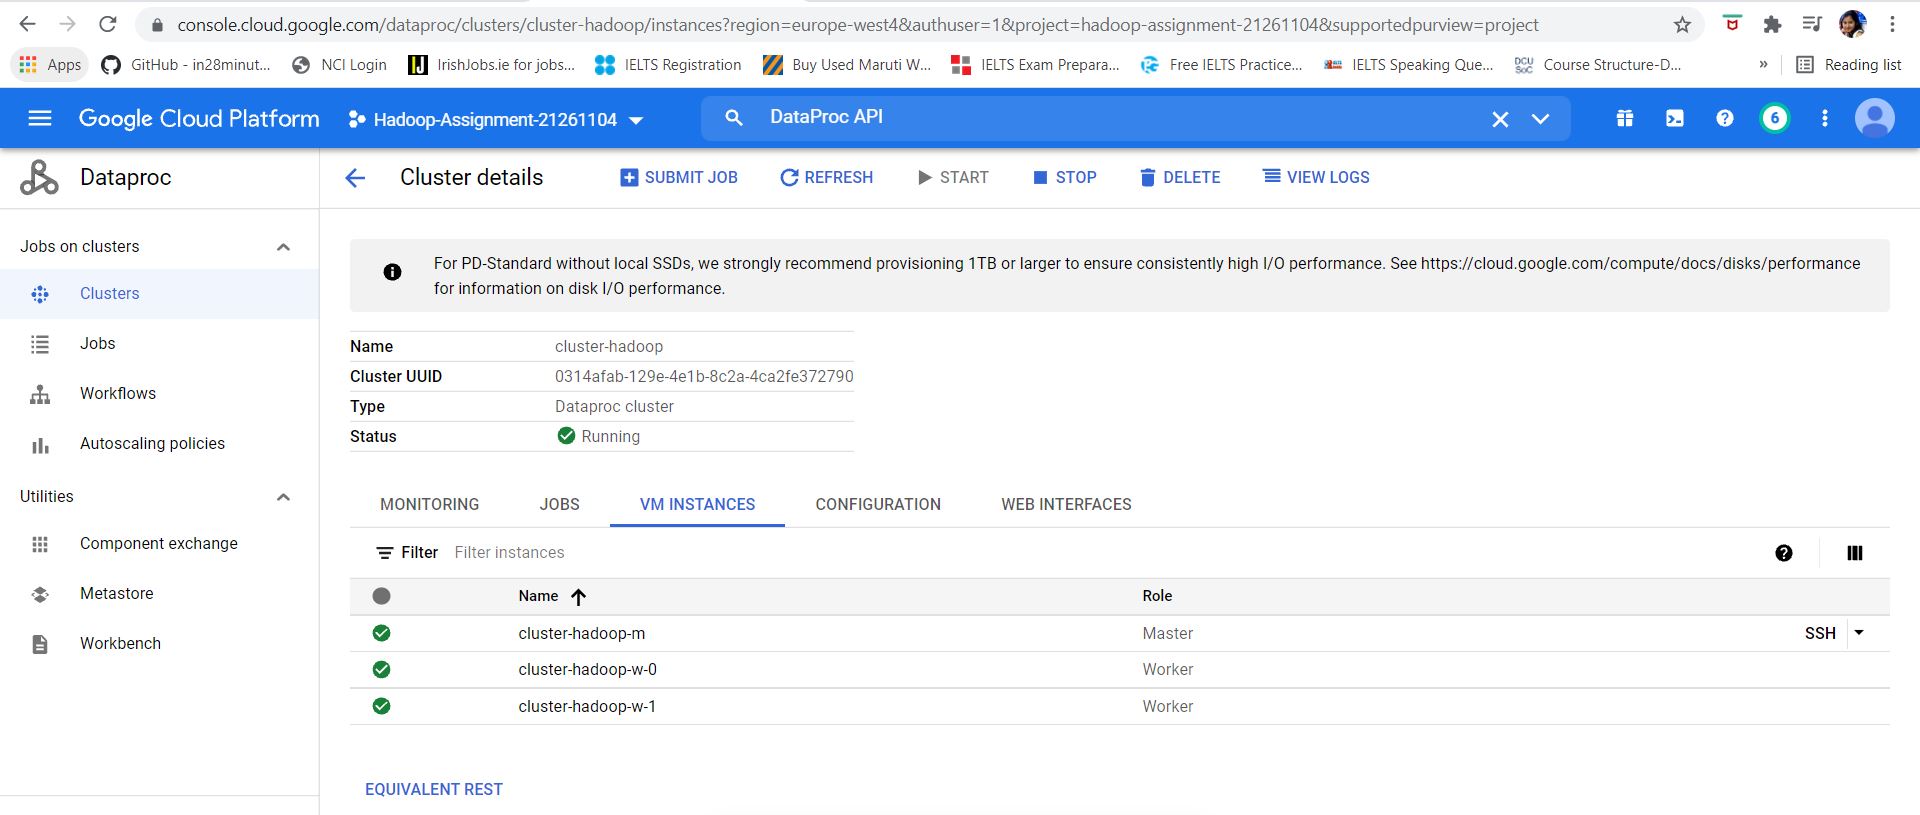 console.cloud.google.com/dataproc/clusters/cluster-hadoop/instances?region=europe-west4&authuser=1&project=hadoop-assignment-21261104&supportedpurview=project
Apps GitHub - in28minut... NCI Login IrishJobs.ie for jobs... IELTS Registration Buy Used Maruti W... IELTS Exam Prepara... Free IELTS Practice... IELTS Speaking Que... DCU SoC Course Structure-D... » Reading list
Google Cloud Platform Hadoop-Assignment-21261104 DataProc API 6
Dataproc
Cluster details SUBMIT JOB REFRESH START STOP DELETE VIEW LOGS
Jobs on clusters
Clusters
Jobs
Workflows
Autoscaling policies
Utilities
Component exchange
Metastore
Workbench
For PD-Standard without local SSDs, we strongly recommend provisioning 1TB or larger to ensure consistently high I/O performance. See https://cloud.google.com/compute/docs/disks/performance
for information on disk I/O performance.
Name cluster-hadoop
Cluster UUID 0314afab-129e-4e1b-8c2a-4ca2fe372790
Type Dataproc cluster
Status Running
MONITORING JOBS VM INSTANCES CONFIGURATION WEB INTERFACES
Filter Filter instances
Name Role
cluster-hadoop-m Master SSH
cluster-hadoop-w-0 Worker
cluster-hadoop-w-1 Worker
EQUIVALENT REST